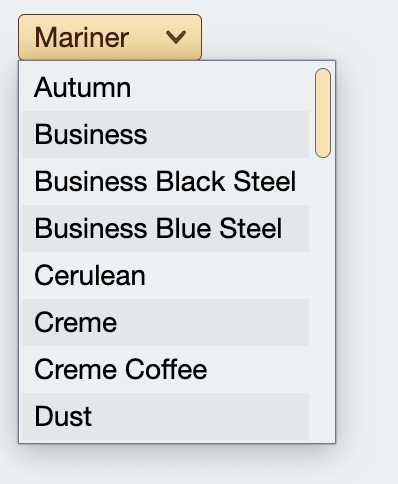 Mariner
Autumn
Business
Business Black Steel
Business Blue Steel
Cerulean
Creme
Creme Coffee
Dust